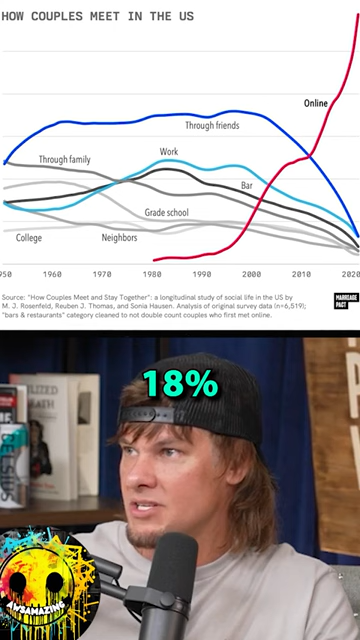 HOW COUPLES MEET IN THE US
Online
Through friends
Work
Through family
Bar
Grade school
College
Neighbors
950 1960 1970 1980 1990 2000 2010 2020
Source: "How Couples Meet and Stay Together": a longitudinal study of social life in the US by
M. J. Rosenfeld, Reuben J. Thomas, and Sonia Hausen. Analysis of original survey data (n=6,519);
"bars & restaurants" category cleaned to not double count couples who first met online.
MARRIAGE
PACT
18%
AWSAMAZING